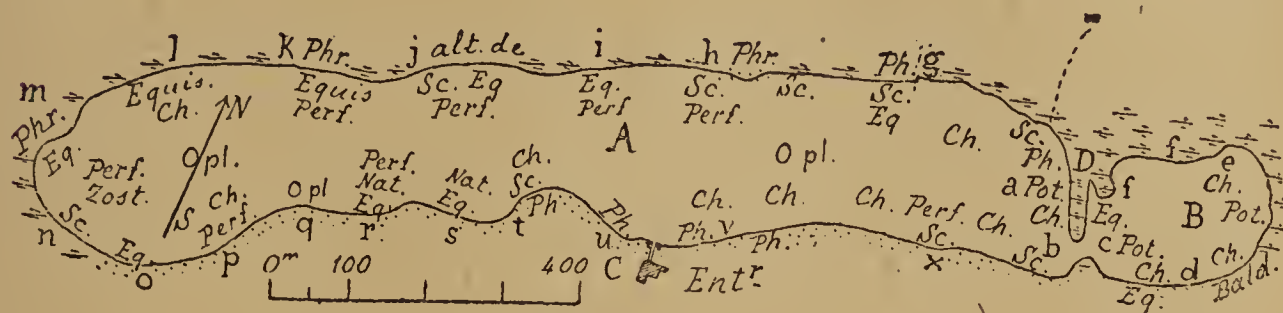 l k Phr. j alt. de i h Phr. Ph. g
m Equis. Ch. N Equis Perf. Sc. Eq Perf. Eq. Perf Sc. Perf. Sc. Sc. Eq
Phr. Eq. Perf. Zost. O pl. A O pl. Ch. Sc. Ph. D f e
Perf. Nat. Eq. Nat. Eq Ch. Sc. Ph a Pot. f Ch. Pot.
n Sc. S Ch. perf O pl Ph. Ch. Ch. Ch. Perf. Sc. Ch. Ch. Eq. B
Eq. o p q r s t u Ph. v Ph. x Sc b c Pot. Ch. d Ch.
0m 100 400 C Entr. Eq. Bald.